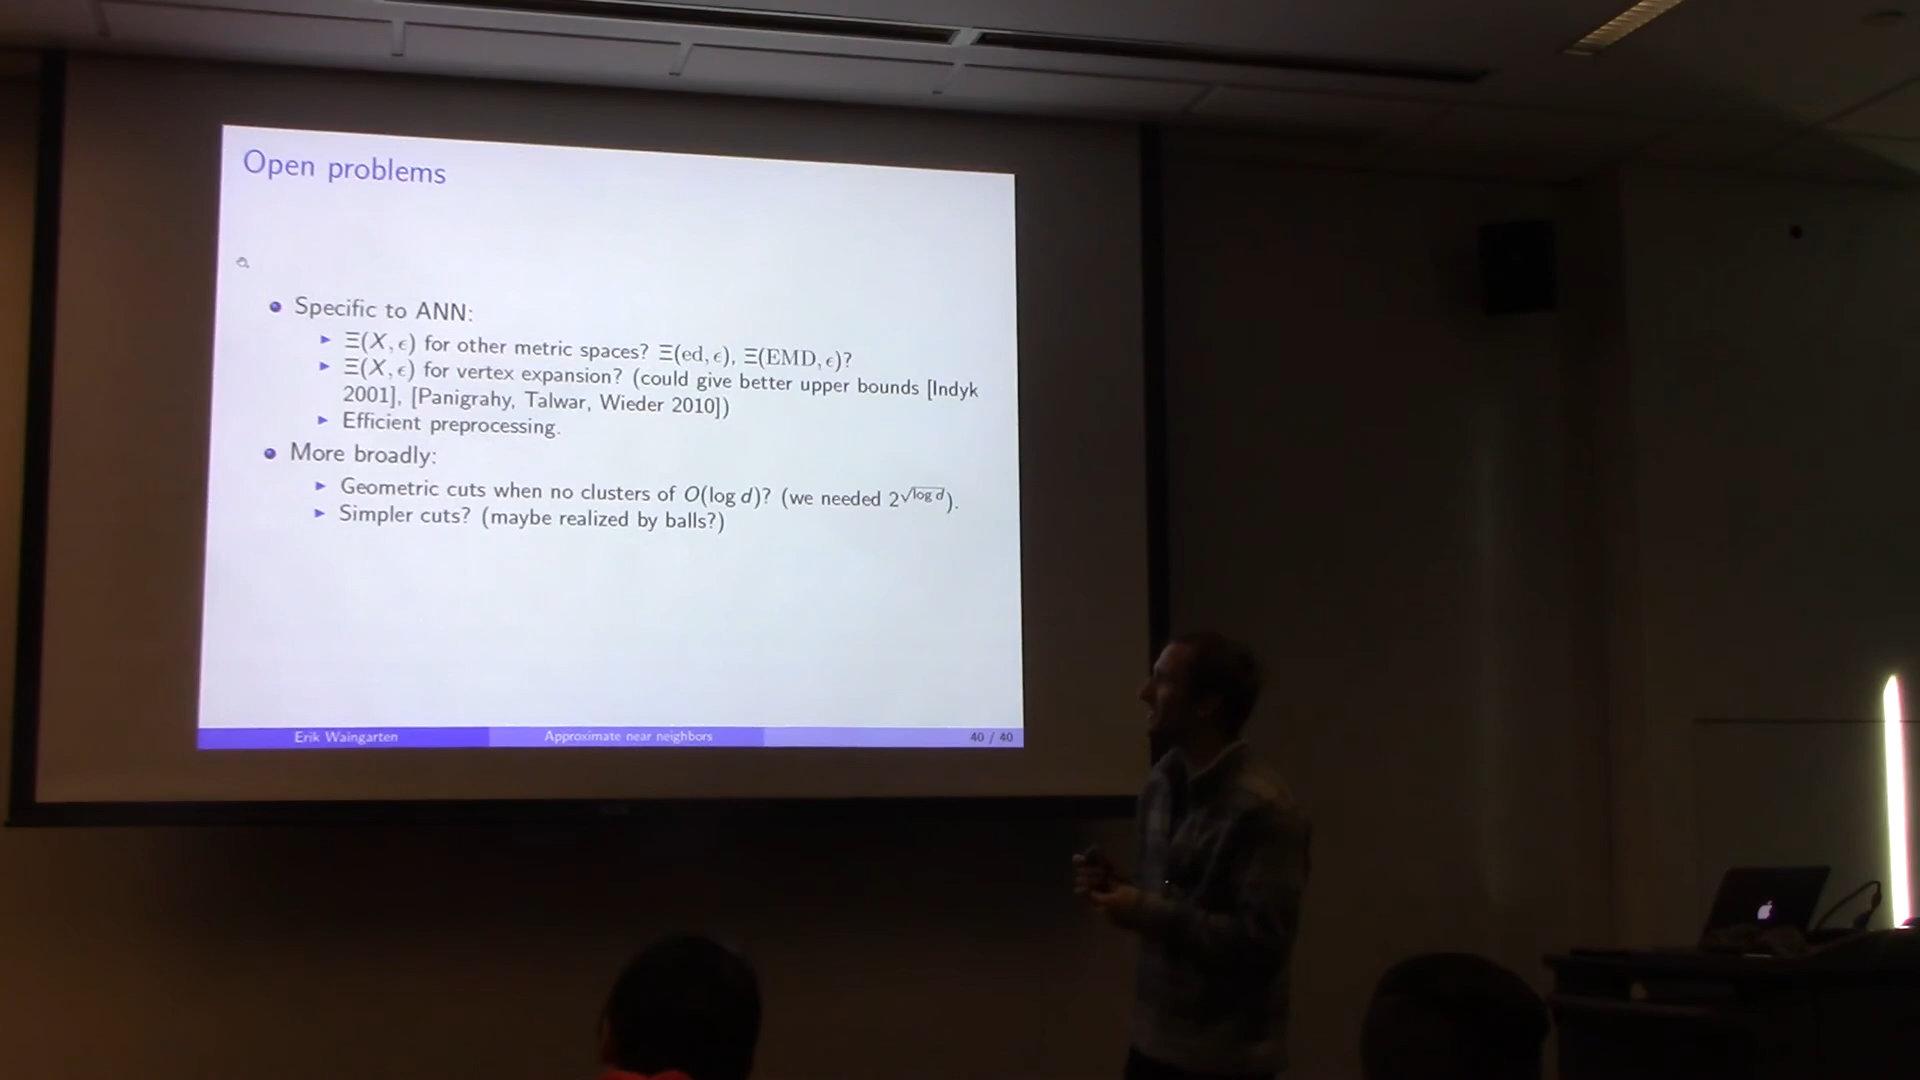 Open problems
Specific to ANN:
Ξ(X, ϵ) for other metric spaces? Ξ(ed, ϵ), Ξ(EMD, ϵ)?
Ξ(X, ϵ) for vertex expansion? (could give better upper bounds [Indyk
2001], [Panigrahy, Talwar, Wieder 2010])
Efficient preprocessing.
More broadly:
Geometric cuts when no clusters of O(log d)? (we needed 2^√log d).
Simpler cuts? (maybe realized by balls?)
Erik Waingarten
Approximate near neighbors
40 / 40